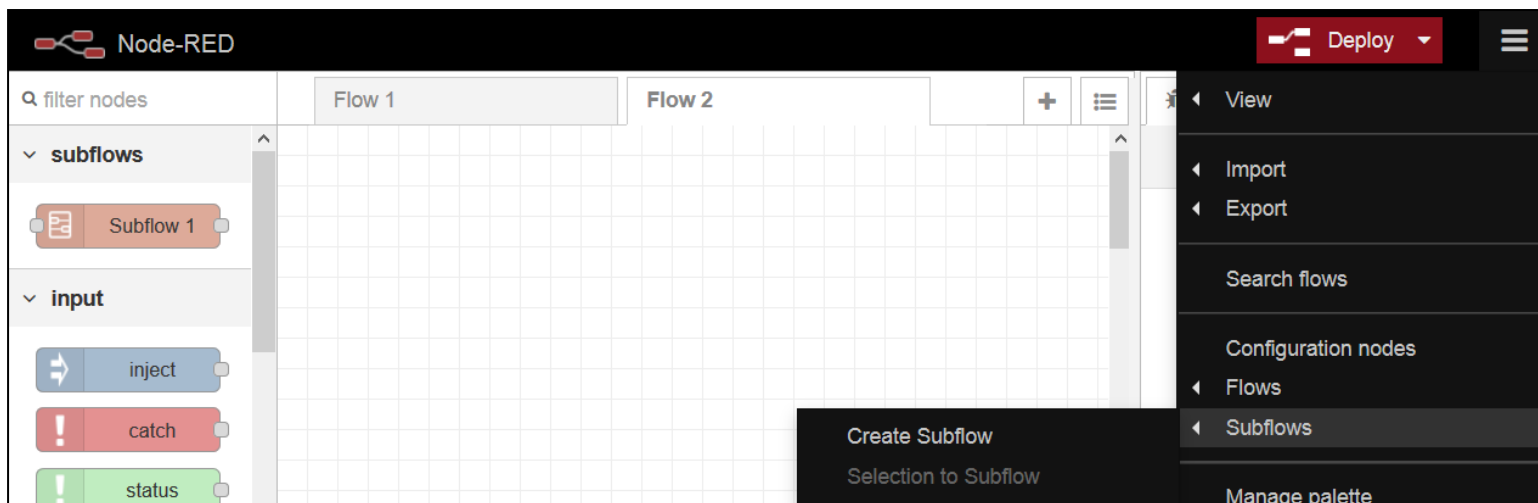 Node-RED
Deploy
filter nodes
Flow 1
Flow 2
View
subflows
Import
Subflow 1
Export
Search flows
input
Configuration nodes
inject
Flows
catch
Create Subflow
Subflows
Selection to Subflow
status
Manage palette